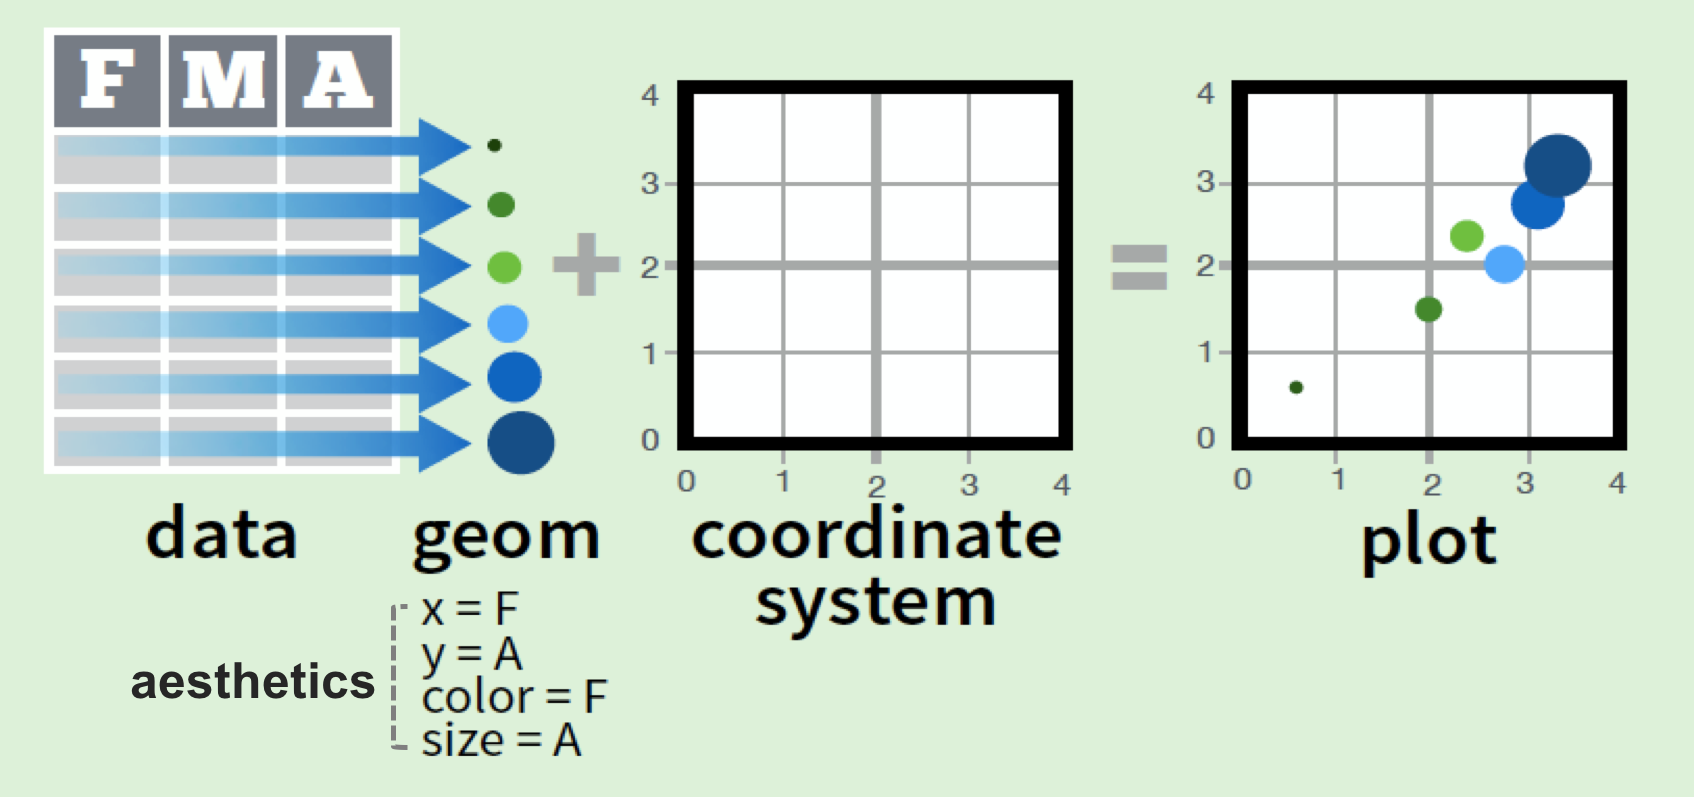 F M A
+
=
4
3
2
1
0
0 1 2 3 4
4
3
2
1
0
0 1 2 3 4
data
geom
coordinate
system
plot
aesthetics
x = F
y = A
color = F
size = A